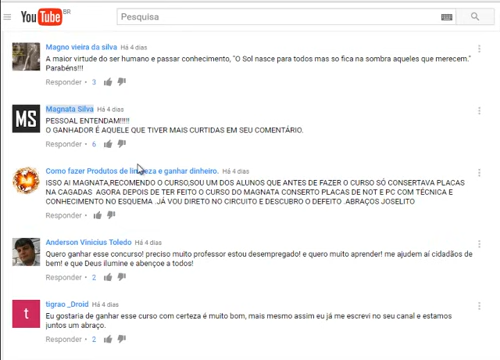 YouTube BR
Pesquisa
Magno vieira da silva Há 4 dias
A maior virtude do ser humano e passar conhecimento, "O Sol nasce para todos mas so fica na sombra aqueles que merecem."
Parabéns!!!
Responder • 3
MS
Magnata Silva Há 4 dias
PESSOAL ENTENDAM!!!!!
O GANHADOR É AQUELE QUE TIVER MAIS CURTIDAS EM SEU COMENTÁRIO.
Responder • 6
Como fazer Produtos de limpeza e ganhar dinheiro. Há 4 dias
ISSO AI MAGNATA,RECOMENDO O CURSO,SOU UM DOS ALUNOS QUE ANTES DE FAZER O CURSO SÓ CONSERTAVA PLACAS
NA CAGADAS AGORA DEPOIS DE TER FEITO O CURSO DO MAGNATA CONSERTO PLACAS DE NOT E PC COM TÉCNICA E
CONHECIMENTO NO ESQUEMA .JÁ VOU DIRETO NO CIRCUITO E DESCUBRO O DEFEITO .ABRAÇOS JOSELITO
Responder •
Anderson Vinicius Toledo Há 4 dias
Quero ganhar esse concurso! preciso muito professor estou desempregado! e quero muito aprender! me ajudem aí cidadãos de
bem! e que Deus ilumine e abençoe a todos!
Responder • 2
t
tigrao _Droid Há 4 dias
Eu gostaria de ganhar esse curso com certeza é muito bom, mais mesmo assim eu já me escrevi no seu canal e estamos
juntos um abraço.
Responder • 2